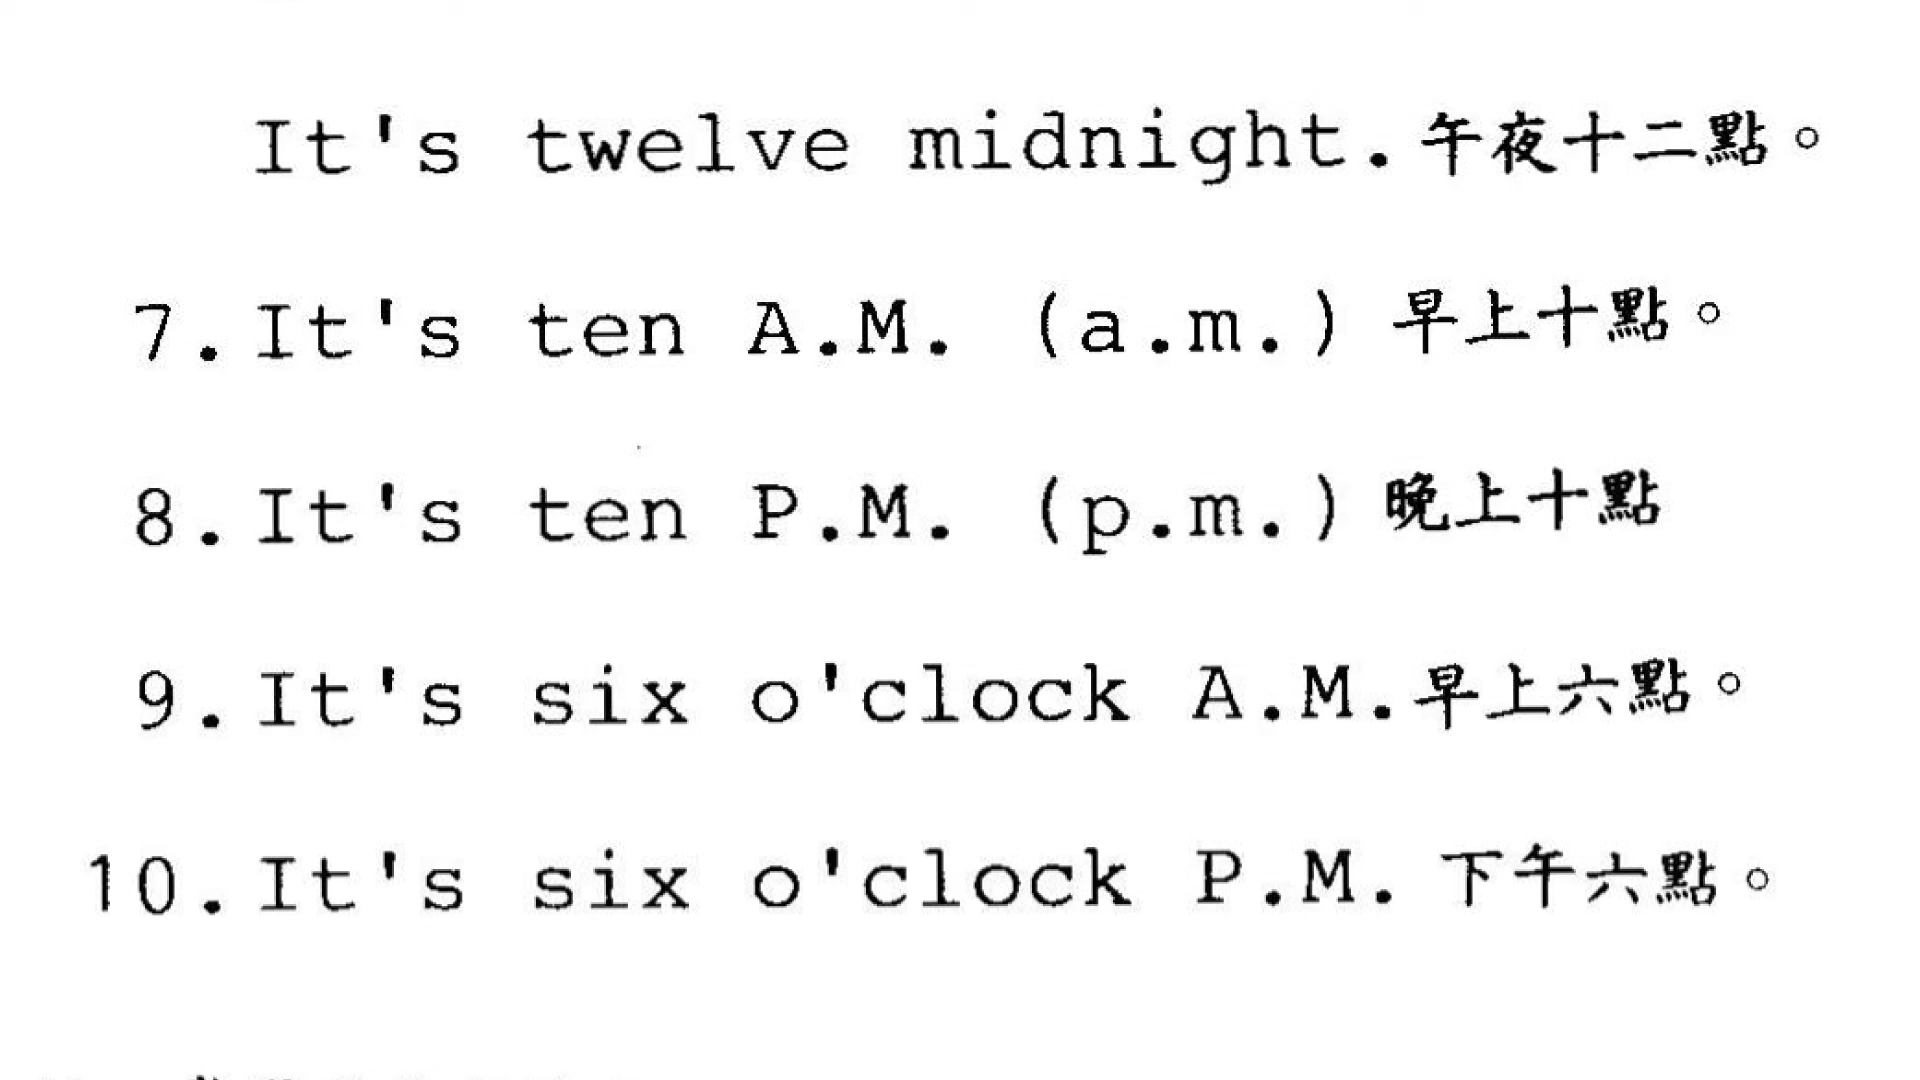 It's twelve midnight.午夜十二點。
7.It's ten A.M. (a.m.) 早上十點。
8.It's ten P.M. (p.m.) 晚上十點
9.It's six o'clock A.M.早上六點。
10.It's six o'clock P.M. 下午六點。